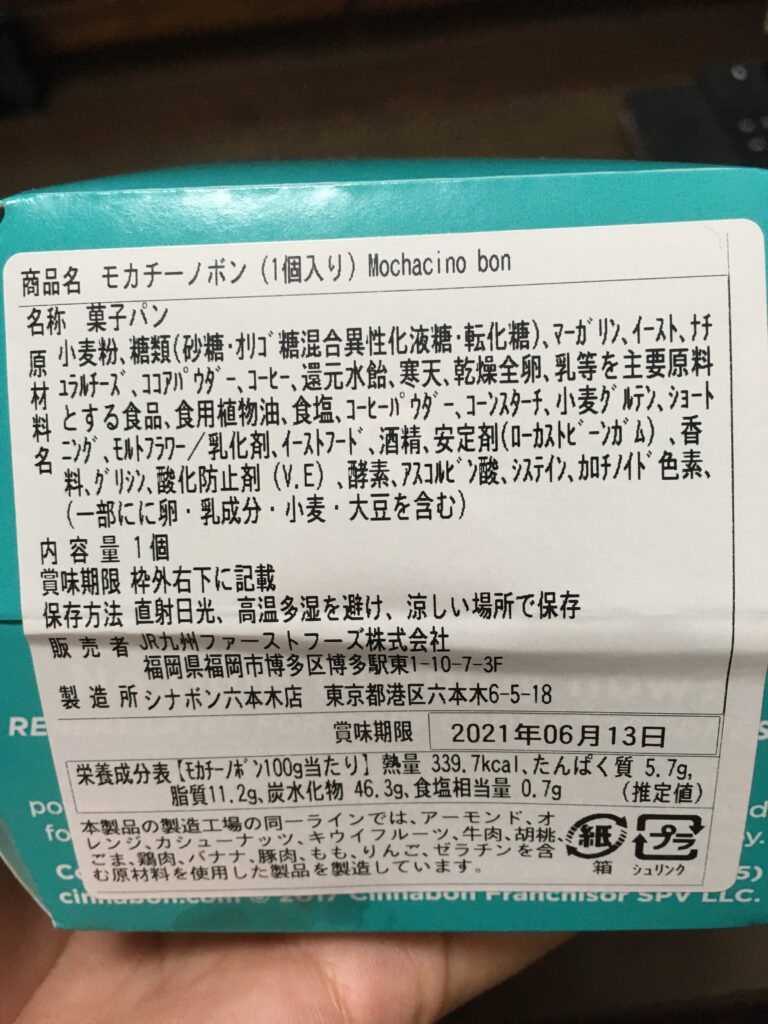 商品名 モカチーノボン (1個入り) Mochacino bon
名称 菓子パン
原材料名 小麦粉、糖類(砂糖・オリゴ糖混合異性化液糖・転化糖)、マーガリン、イースト、ナチ
ュラルチーズ、ココアパウダー、コーヒー、還元水飴、寒天、乾燥全卵、乳等を主要原料
とする食品、食用植物油、食塩、コーヒーパウダー、コーンスターチ、小麦グルテン、ショート
ニング、モルトフラワー/乳化剤、イーストフード、酒精、安定剤(ローカストビーンガム)、香
料、グリシン、酸化防止剤 (V.E) 、酵素、アスコルビン酸、システイン、カロチノイド色素、
(一部にに卵・乳成分・小麦・大豆を含む)
内容量 1個
賞味期限 枠外右下に記載
保存方法 直射日光、高温多湿を避け、涼しい場所で保存
販売者 JR九州ファーストフーズ株式会社
福岡県福岡市博多区博多駅東1-10-7-3F
製造所 シナボン六本木店 東京都港区六本木6-5-18
賞味期限 2021年06月13日
栄養成分表【モカチーノボン100g当たり】熱量 339.7kcal、たんぱく質 5.7g,
脂質11.2g、炭水化物 46.3g、食塩相当量 0.7g (推定値)
本製品の製造工場の同一ラインでは、アーモンド、オ
レンジ、カシューナッツ、キウイフルーツ、牛肉、胡桃、
ごま、鶏肉、バナナ、豚肉、もも、りんご、ゼラチンを含
む原材料を使用した製品を製造しています。
紙 プラ
箱 シュリンク
cinnabon.com © 2017 Cinnabon Franchisor SPV LLC.